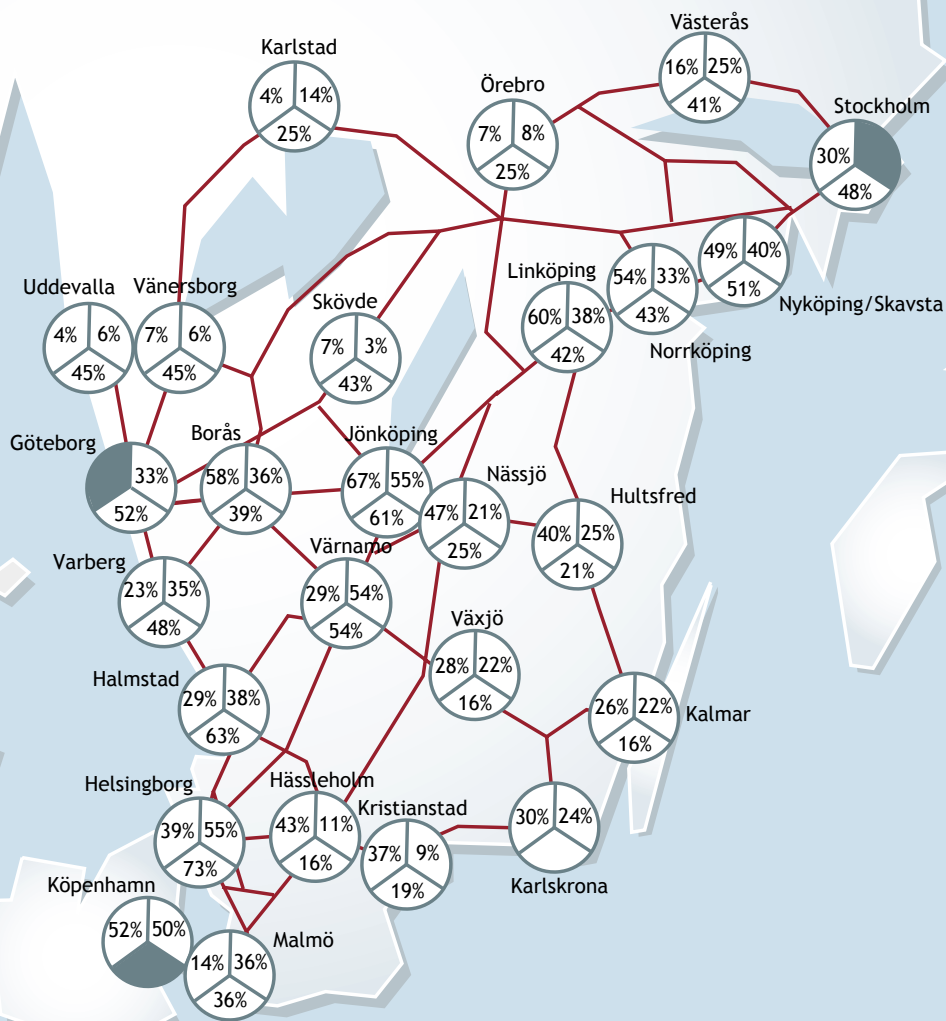 Västerås
16% 25%
41%
Karlstad
4% 14%
25%
Örebro
7% 8%
25%
Stockholm
30%
48%
Uddevalla
4% 6%
45%
Vänersborg
7% 6%
45%
Skövde
7% 3%
43%
Linköping
60% 38%
42%
54% 33%
43%
Norrköping
49% 40%
51%
Nyköping/Skavsta
Göteborg
33%
52%
Borås
58% 36%
39%
Jönköping
67% 55%
61%
Nässjö
47% 21%
25%
Hultsfred
40% 25%
21%
Varberg
23% 35%
48%
Värnamo
29% 54%
54%
Växjö
28% 22%
16%
Halmstad
29% 38%
63%
26% 22%
16%
Kalmar
Helsingborg
39% 55%
73%
Hässleholm
43% 11%
16%
Kristianstad
37% 9%
19%
30% 24%
Karlskrona
Köpenhamn
52% 50%
Malmö
14% 36%
36%